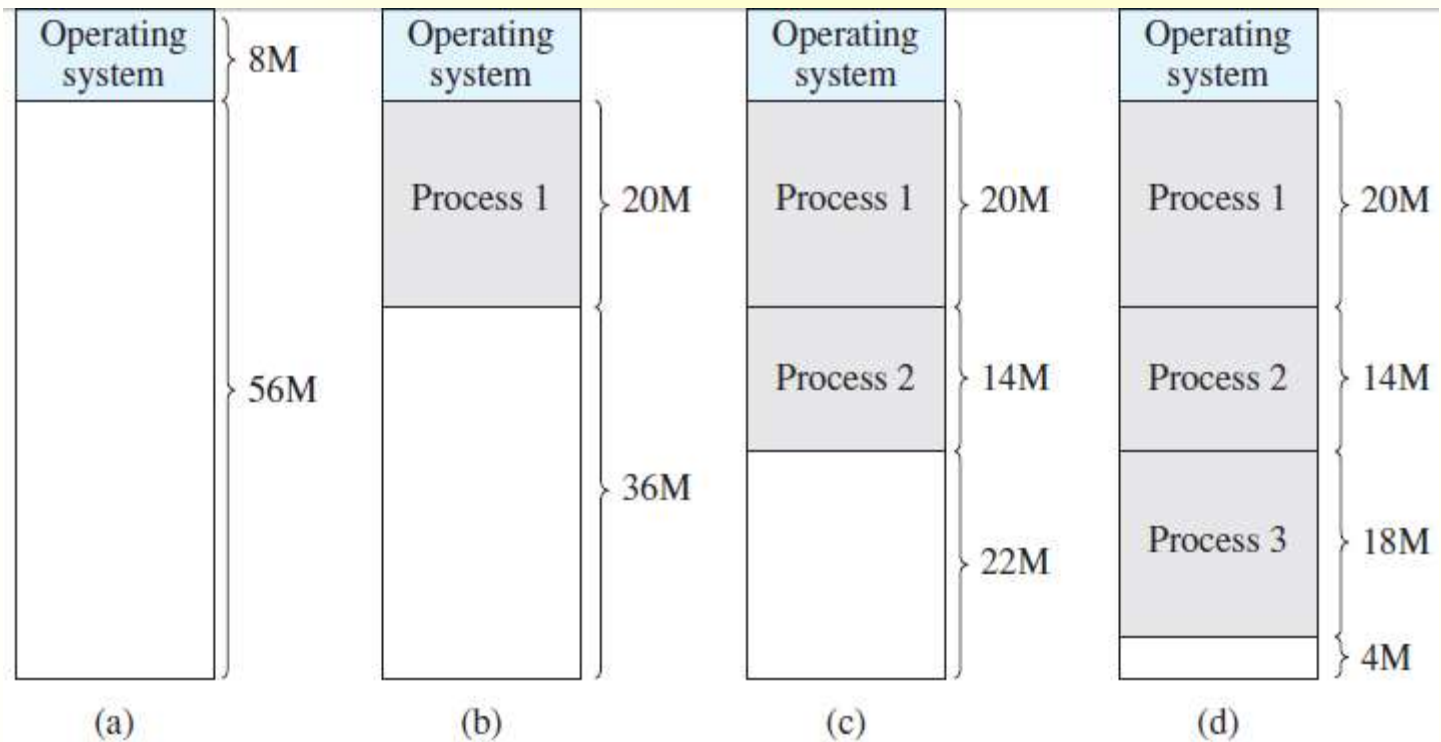 Operating
system
8M
56M
(a)
Operating
system
Process 1
20M
36M
(b)
Operating
system
Process 1
20M
Process 2
14M
22M
(c)
Operating
system
Process 1
20M
Process 2
14M
Process 3
18M
4M
(d)